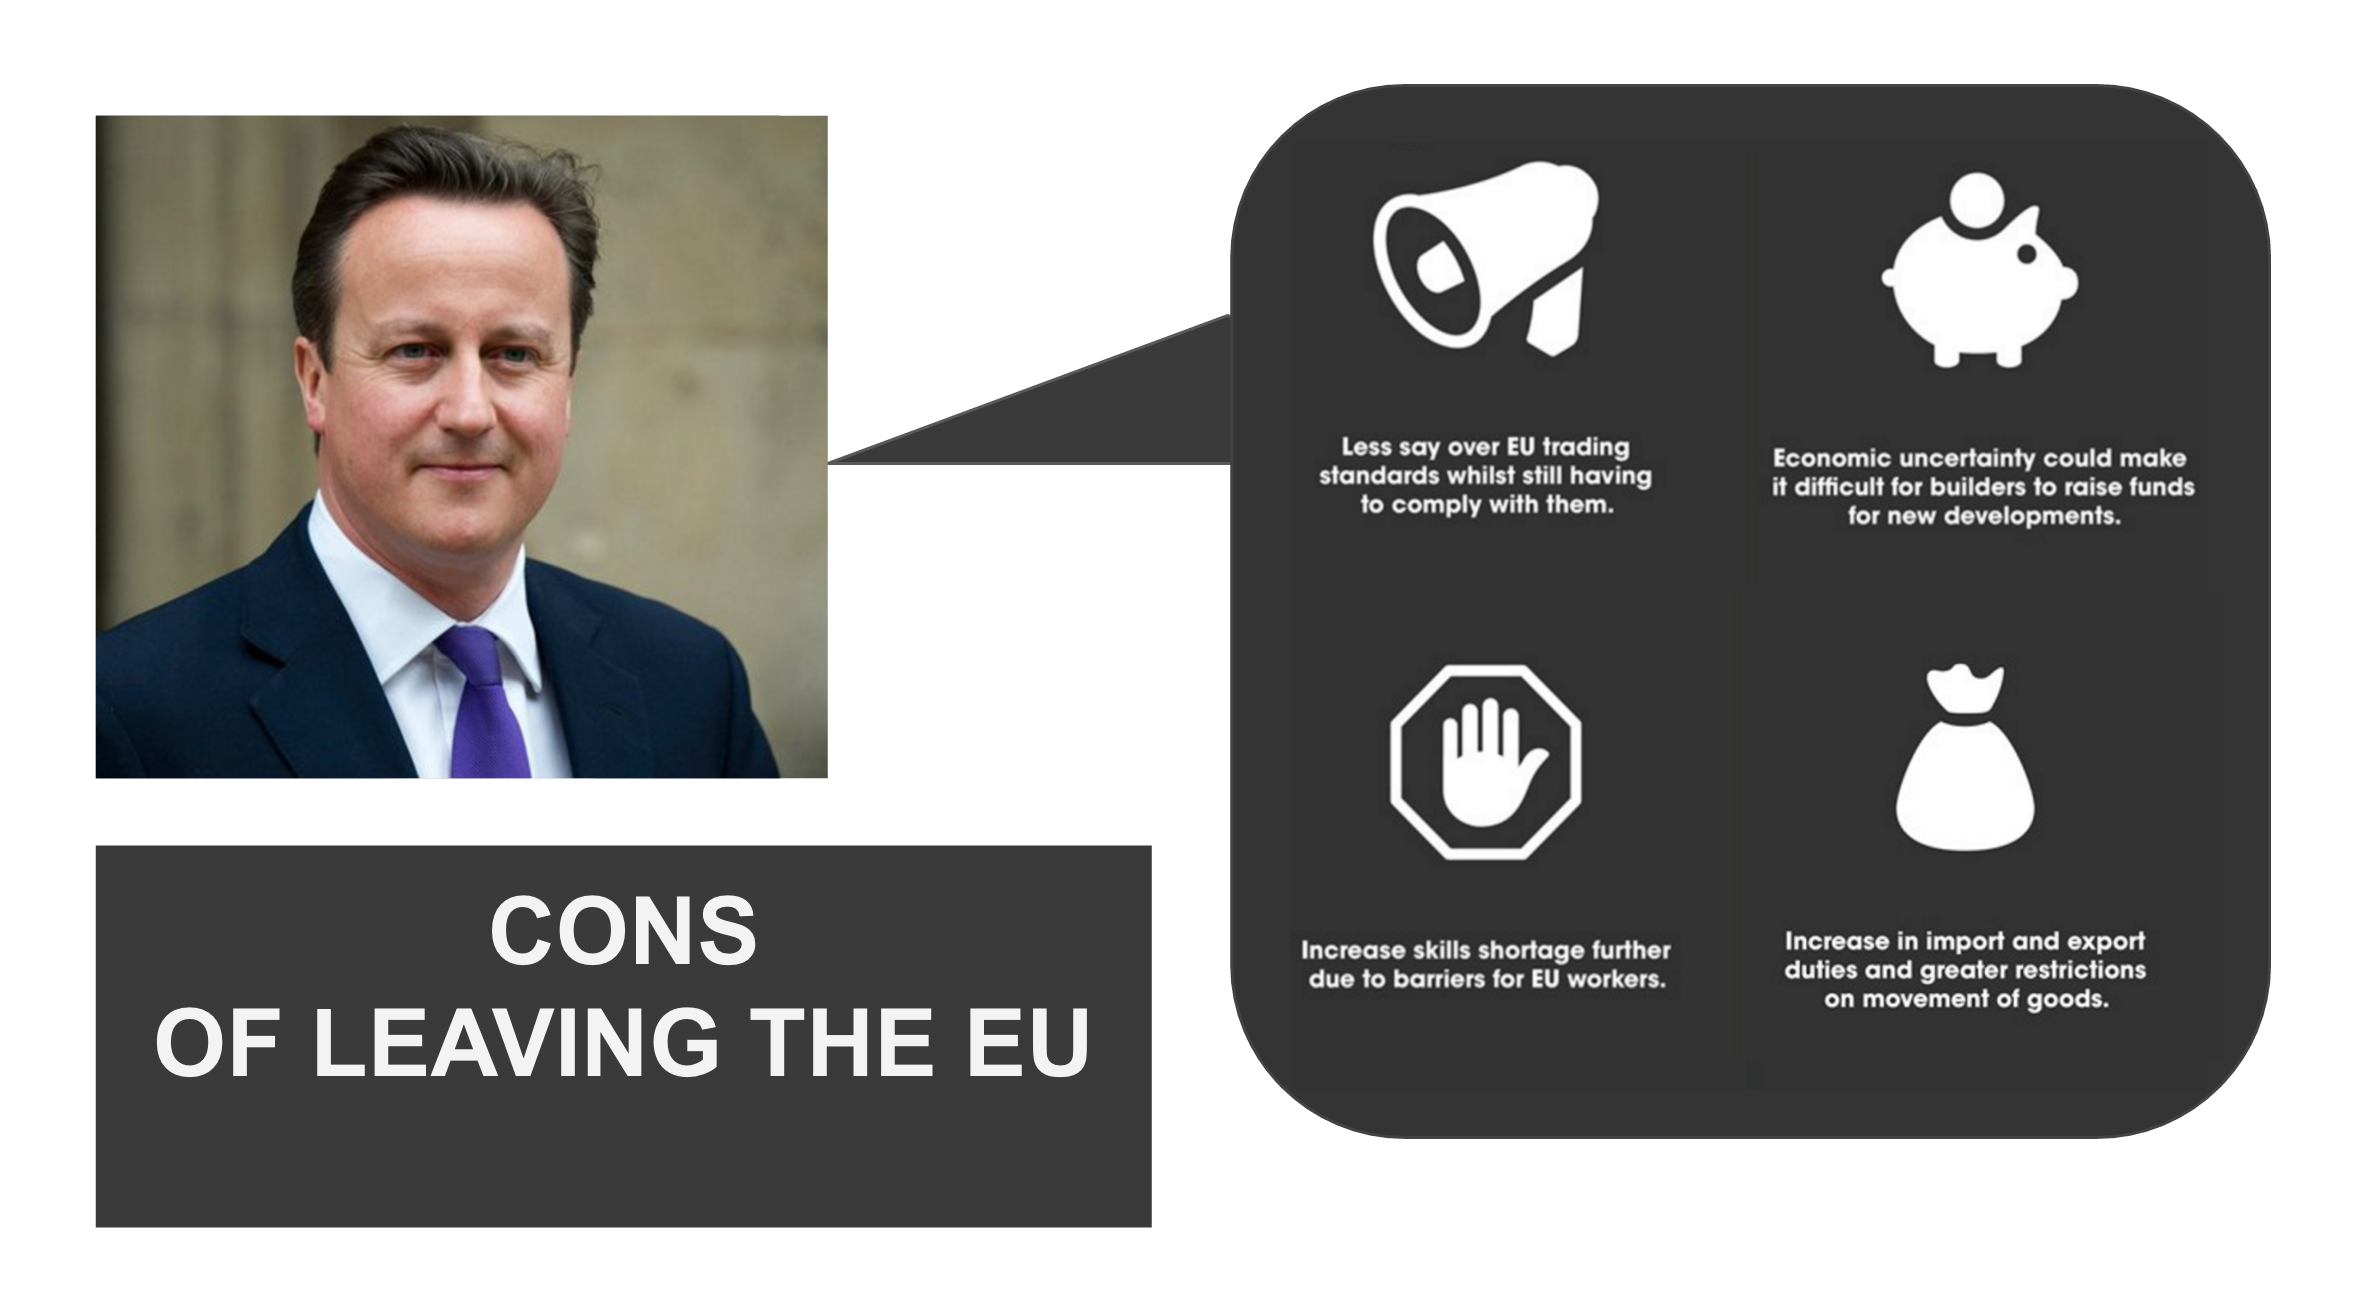 CONS
OF LEAVING THE EU
Less say over EU trading
standards whilst still having
to comply with them.
Economic uncertainty could make
it difficult for builders to raise funds
for new developments.
Increase skills shortage further
due to barriers for EU workers.
Increase in import and export
duties and greater restrictions
on movement of goods.